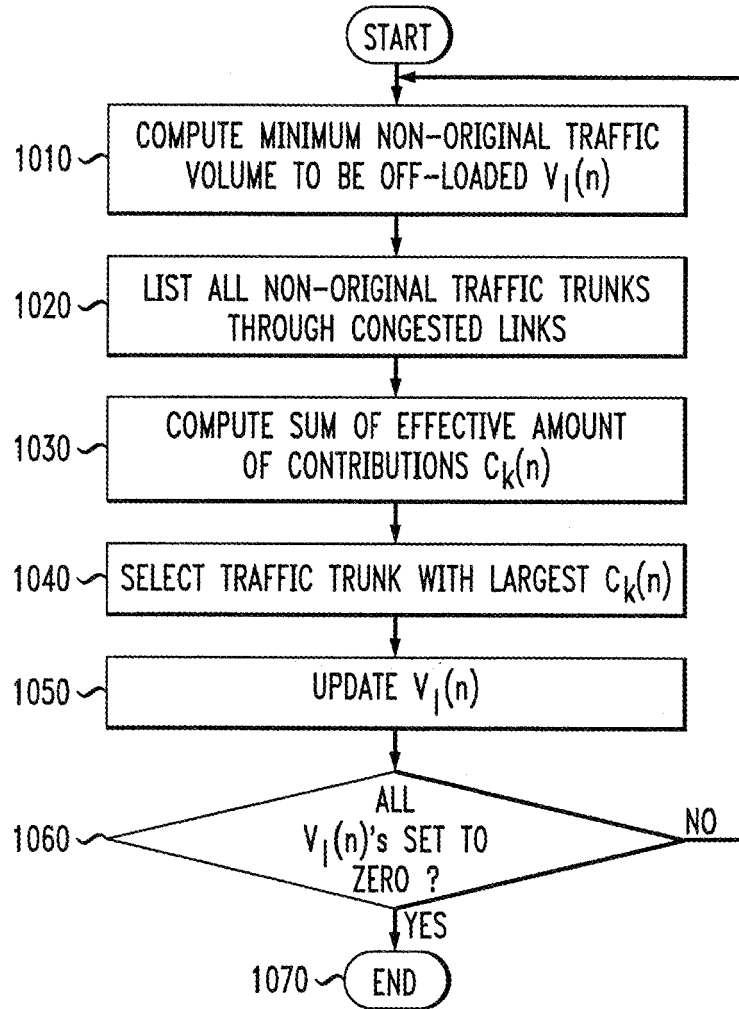 START
1010
COMPUTE MINIMUM NON-ORIGINAL TRAFFIC
VOLUME TO BE OFF-LOADED V_l(n)
1020
LIST ALL NON-ORIGINAL TRAFFIC TRUNKS
THROUGH CONGESTED LINKS
1030
COMPUTE SUM OF EFFECTIVE AMOUNT
OF CONTRIBUTIONS C_k(n)
1040
SELECT TRAFFIC TRUNK WITH LARGEST C_k(n)
1050
UPDATE V_l(n)
1060
ALL
V_l(n)'s SET TO
ZERO ?
NO
YES
1070
END